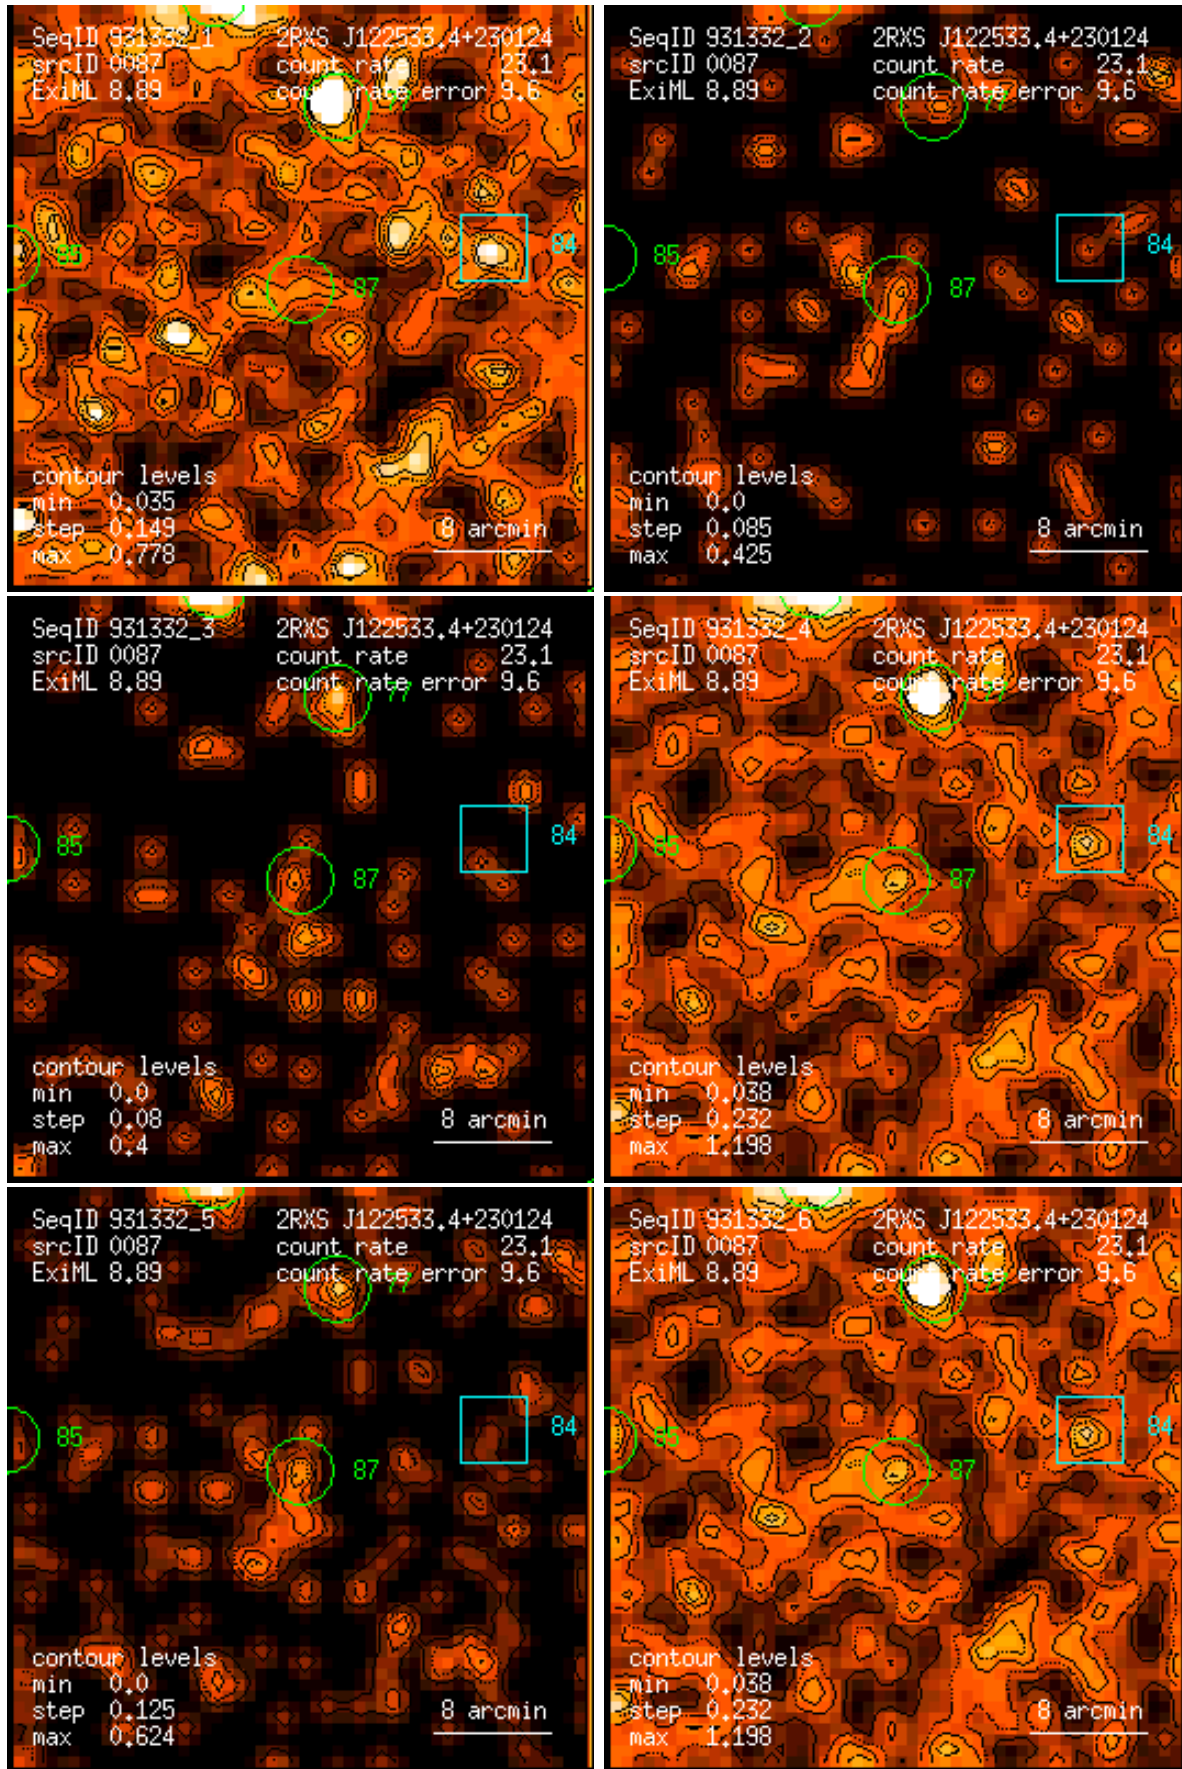 SeqID 931332_1 2RXS J122533.4+230124
srcID 0087 count rate 23.1
ExiML 8.89 count rate error 9.6
77
84
85
87
contour levels
min 0.035
step 0.149
max 0.778
8 arcmin
SeqID 931332_2 2RXS J122533.4+230124
srcID 0087 count rate 23.1
ExiML 8.89 count rate error 9.6
77
84
85
87
contour levels
min 0.0
step 0.085
max 0.425
8 arcmin
SeqID 931332_3 2RXS J122533.4+230124
srcID 0087 count rate 23.1
ExiML 8.89 count rate error 9.6
77
84
85
87
contour levels
min 0.0
step 0.08
max 0.4
8 arcmin
SeqID 931332_4 2RXS J122533.4+230124
srcID 0087 count rate 23.1
ExiML 8.89 count rate error 9.6
77
84
85
87
contour levels
min 0.038
step 0.232
max 1.198
8 arcmin
SeqID 931332_5 2RXS J122533.4+230124
srcID 0087 count rate 23.1
ExiML 8.89 count rate error 9.6
77
84
85
87
contour levels
min 0.0
step 0.125
max 0.624
8 arcmin
SeqID 931332_6 2RXS J122533.4+230124
srcID 0087 count rate 23.1
ExiML 8.89 count rate error 9.6
77
84
85
87
contour levels
min 0.038
step 0.232
max 1.198
8 arcmin